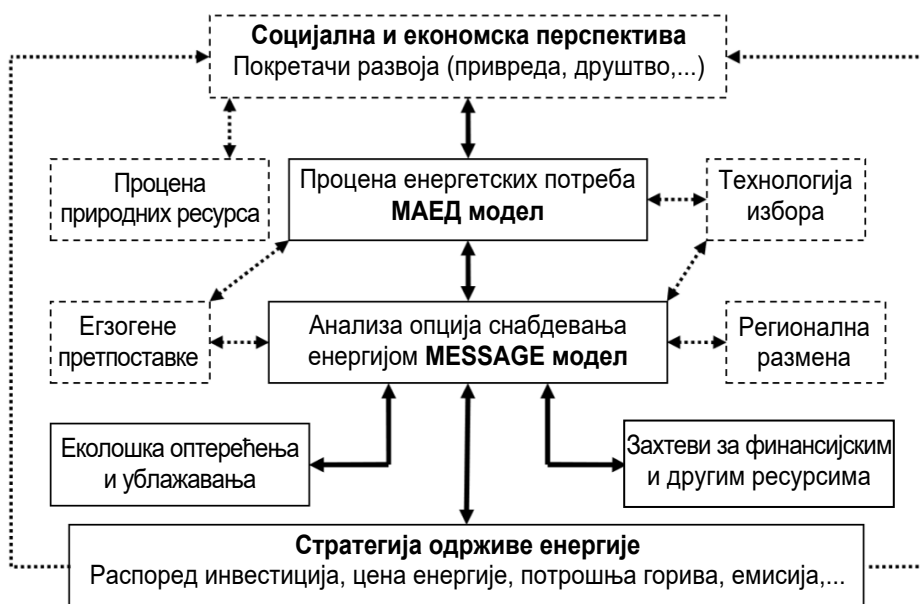 Социјална и економска перспектива
Покретачи развоја (привреда, друштво,...)
Процена
природних ресурса
Процена енергетских потреба
МАЕД модел
Технологија
избора
Егзогене
претпоставке
Анализа опција снабдевања
енергијом MESSAGE модел
Регионална
размена
Еколошка оптерећења
и ублажавања
Захтеви за финансијским
и другим ресурсима
Стратегија одрживе енергије
Распоред инвестиција, цена енергије, потрошња горива, емисија,...